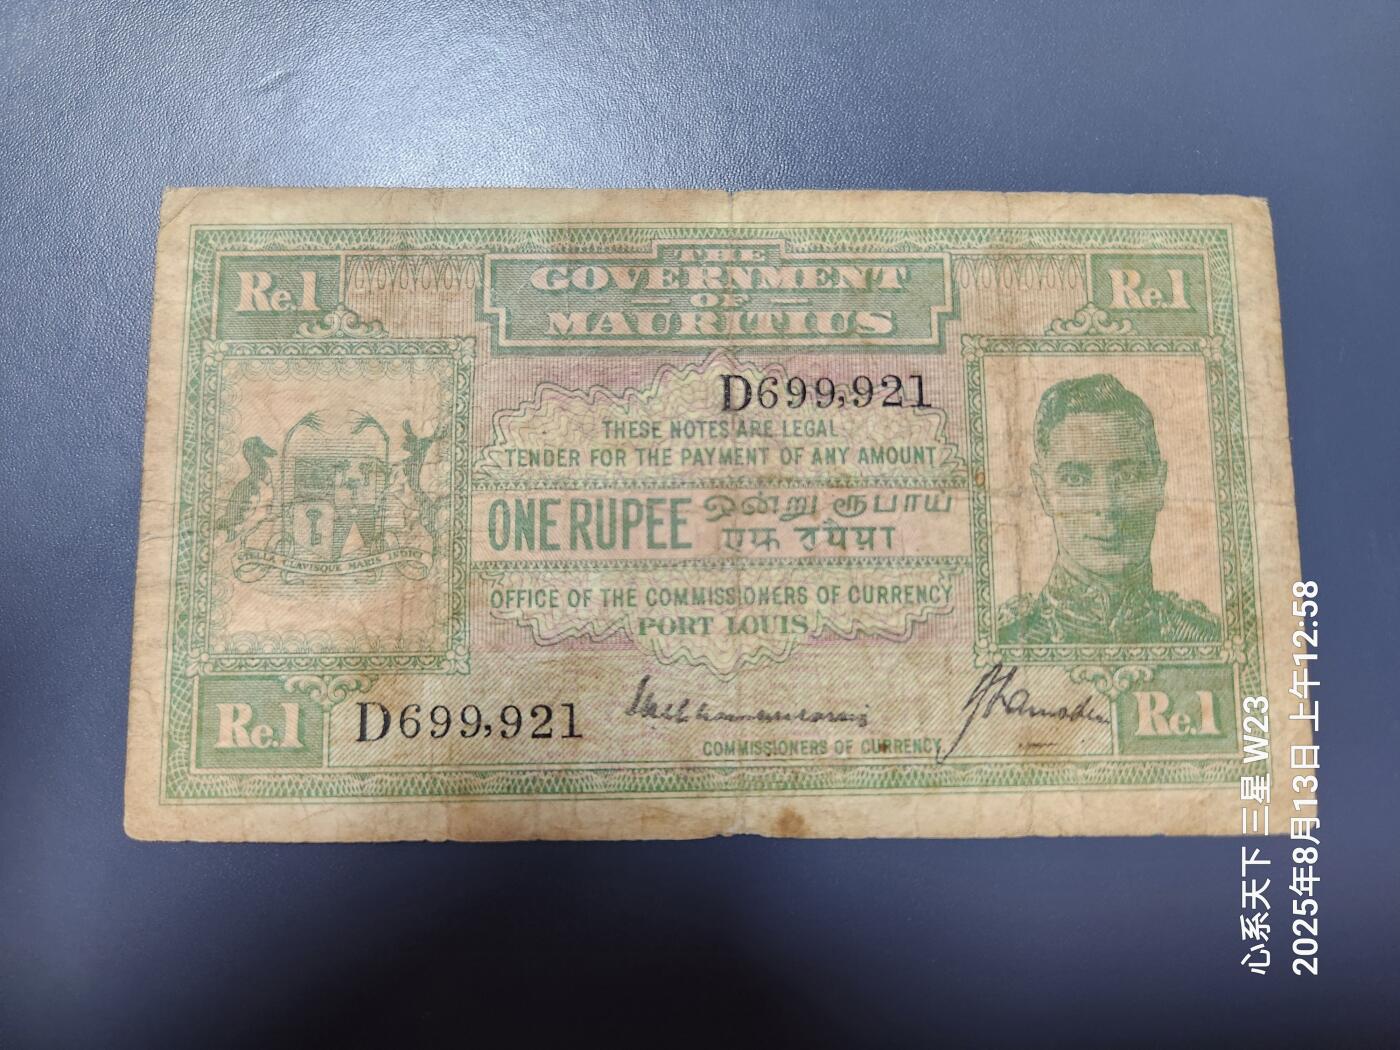 THE
GOVERNMENT
— OF —
MAURITIUS
Re.1
Re.1
D699,921
THESE NOTES ARE LEGAL
TENDER FOR THE PAYMENT OF ANY AMOUNT
ONE RUPEE
ஒன்று ரூபாய்
एक रुपैया
OFFICE OF THE COMMISSIONERS OF CURRENCY
PORT LOUIS
STELLA CLAVISQUE MARIS INDICI
D699,921
COMMISSIONERS OF CURRENCY
Re.1
Re.1
心系天下 三星 W23
2025年8月13日 上午12:58